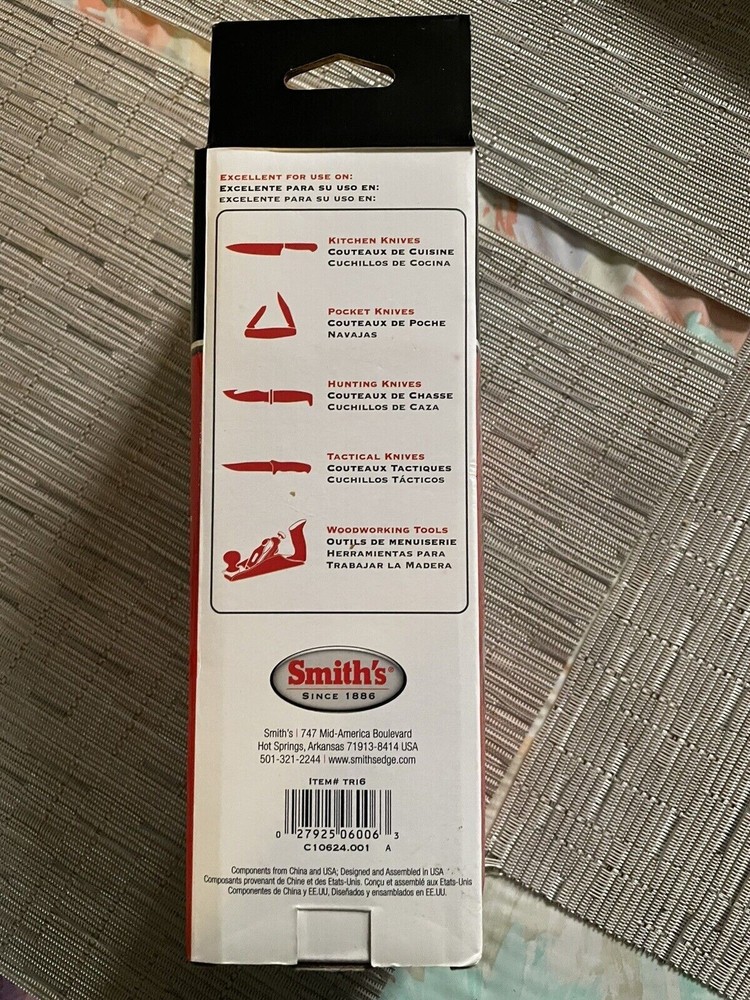 EXCELLENT FOR USE ON:
EXCELENTE PARA SU USO EN:
EXCELENTE PARA SU USO EN:
KITCHEN KNIVES
COUTEAUX DE CUISINE
CUCHILLOS DE COCINA
POCKET KNIVES
COUTEAUX DE POCHE
NAVAJAS
HUNTING KNIVES
COUTEAUX DE CHASSE
CUCHILLOS DE CAZA
TACTICAL KNIVES
COUTEAUX TACTIQUES
CUCHILLOS TÁCTICOS
WOODWORKING TOOLS
OUTILS DE MENUISERIE
HERRAMIENTAS PARA
TRABAJAR LA MADERA
Smith's®
SINCE 1886
Smith's | 747 Mid-America Boulevard
Hot Springs, Arkansas 71913-8414 USA
501-321-2244 | www.smithsedge.com
ITEM# TRI6
0 27925 06006 3
C10624.001 A
Components from China and USA; Designed and Assembled in USA
Composants provenant de Chine et des Etats-Unis. Conçu et assemblé aux Etats-Unis
Componentes de China y EE.UU, Diseñados y ensamblados en EE.UU.